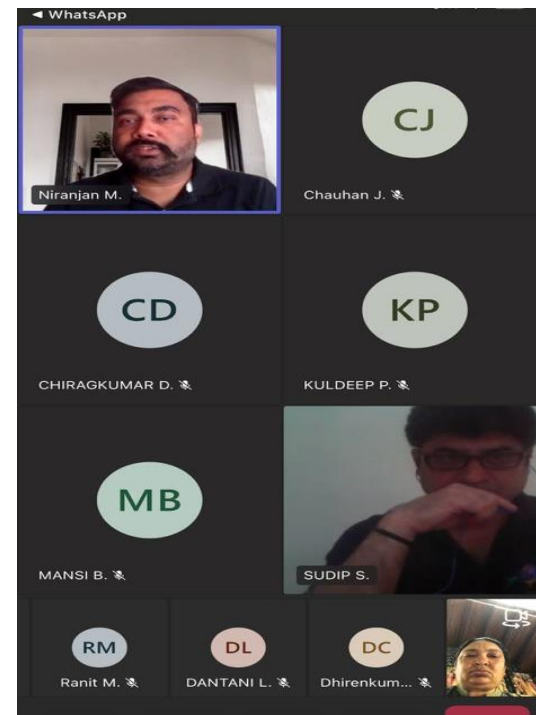 ◀ WhatsApp
Niranjan M.
CJ
Chauhan J.
CD
CHIRAGKUMAR D.
KP
KULDEEP P.
MB
MANSI B.
SUDIP S.
RM
Ranit M.
DL
DANTANI L.
DC
Dhirenkum...